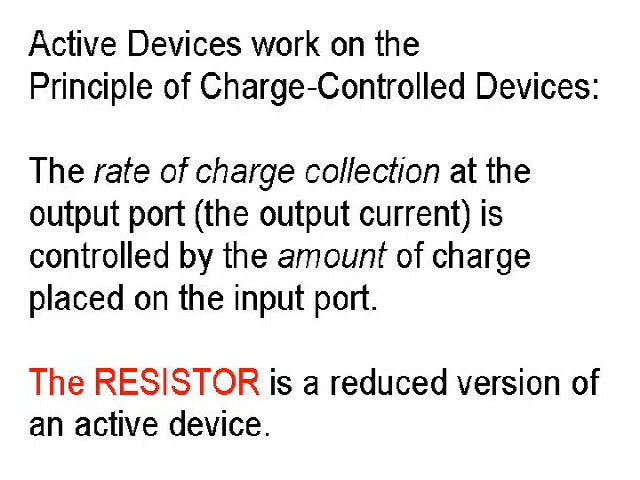 Active Devices work on the
Principle of Charge-Controlled Devices:
The rate of charge collection at the
output port (the output current) is
controlled by the amount of charge
placed on the input port.
The RESISTOR is a reduced version of
an active device.